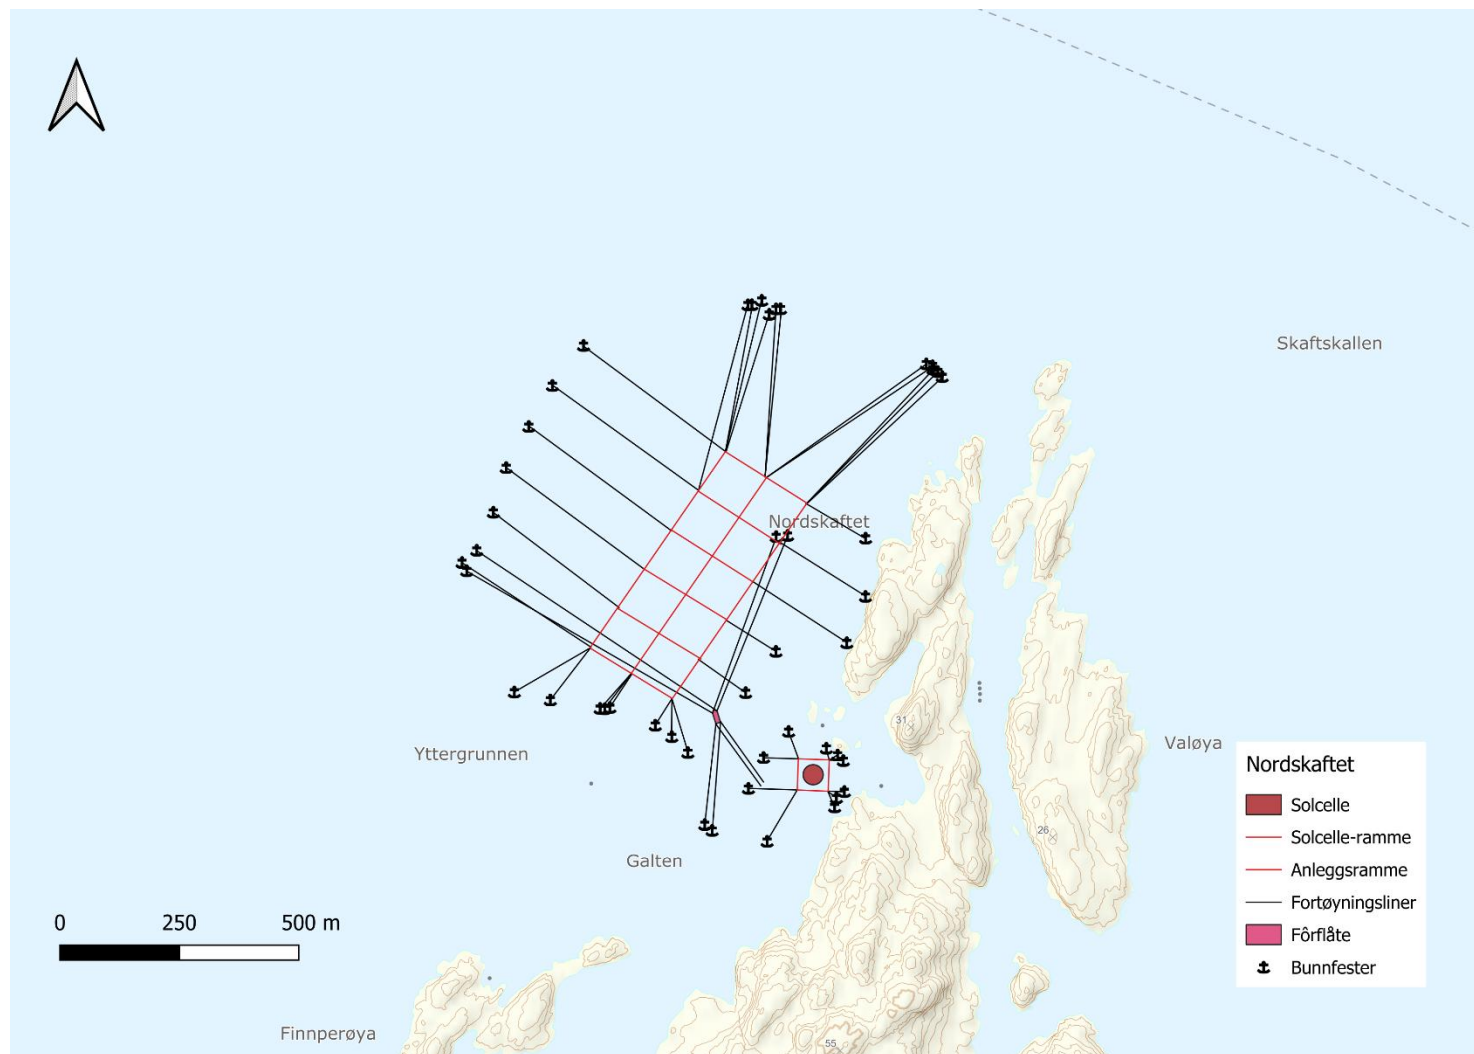 Skaftskallen
Nordskaftet
31
Yttergrunnen
Valøya
Galten
26
Finnperøya
55
0 250 500 m
Nordskaftet
Solcelle
Solcelle-ramme
Anleggsramme
Fortøyningsliner
Fôrflåte
Bunnfester